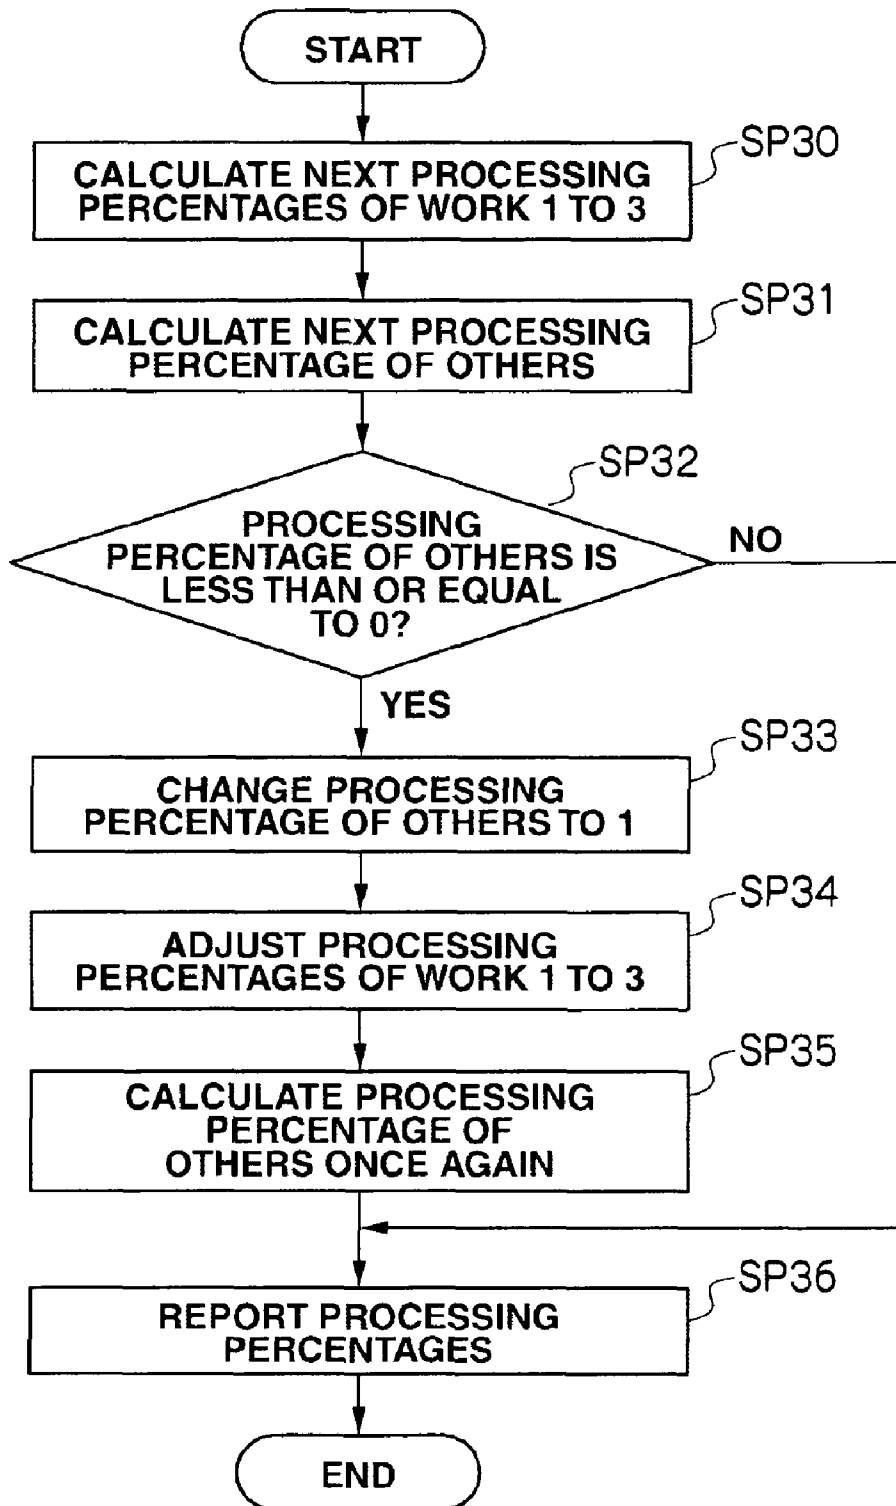 START
SP30
CALCULATE NEXT PROCESSING
PERCENTAGES OF WORK 1 TO 3
SP31
CALCULATE NEXT PROCESSING
PERCENTAGE OF OTHERS
SP32
PROCESSING
PERCENTAGE OF OTHERS IS
LESS THAN OR EQUAL
TO 0?
NO
YES
SP33
CHANGE PROCESSING
PERCENTAGE OF OTHERS TO 1
SP34
ADJUST PROCESSING
PERCENTAGES OF WORK 1 TO 3
SP35
CALCULATE PROCESSING
PERCENTAGE OF
OTHERS ONCE AGAIN
SP36
REPORT PROCESSING
PERCENTAGES
END